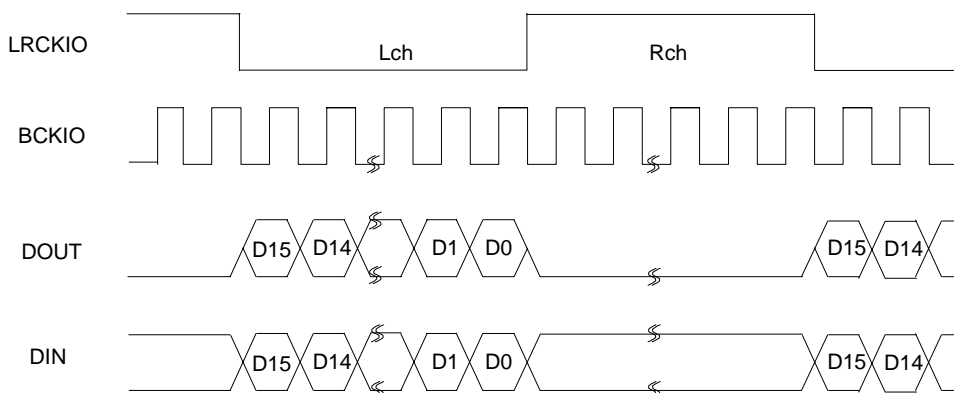 LRCKIO
Lch
Rch
BCKIO
DOUT
D15
D14
D1
D0
D15
D14
DIN
D15
D14
D1
D0
D15
D14